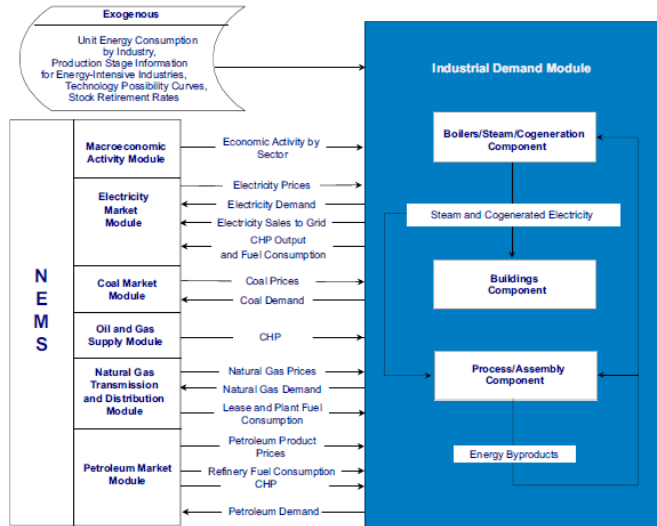 Exogenous
Unit Energy Consumption
by Industry,
Production Stage Information
for Energy-Intensive Industries,
Technology Possibility Curves,
Stock Retirement Rates
NEMS
Macroeconomic
Activity Module
Economic Activity by
Sector
Electricity
Market
Module
Electricity Prices
Electricity Demand
Electricity Sales to Grid
CHP Output
and Fuel Consumption
Coal Market
Module
Coal Prices
Coal Demand
Oil and Gas
Supply Module
CHP
Natural Gas
Transmission
and Distribution
Module
Natural Gas Prices
Natural Gas Demand
Lease and Plant Fuel
Consumption
Petroleum Market
Module
Petroleum Product
Prices
Refinery Fuel Consumption
CHP
Petroleum Demand
Industrial Demand Module
Boilers/Steam/Cogeneration
Component
Steam and Cogenerated Electricity
Buildings
Component
Process/Assembly
Component
Energy Byproducts